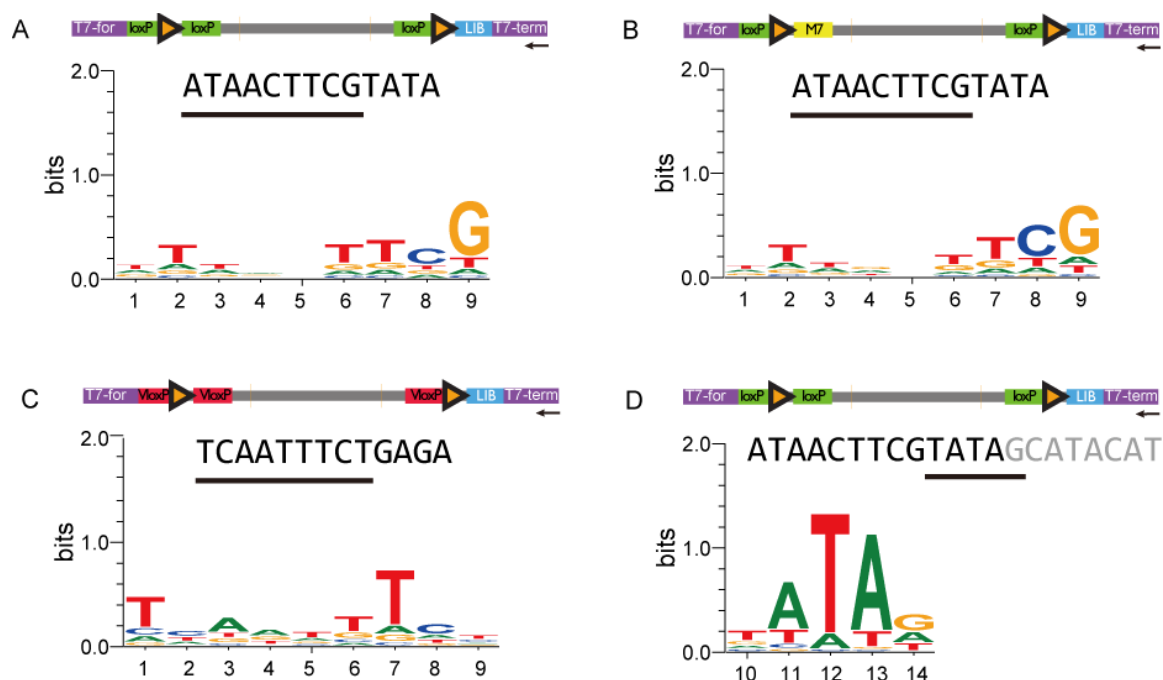 A
T7-for loxP loxP loxP LIB T7-term
2.0
ATAACTTCGTATA
1.0
bits
T T T T T C G
0.0
1 2 3 4 5 6 7 8 9
B
T7-for loxP M7 loxP LIB T7-term
2.0
ATAACTTCGTATA
1.0
bits
0.0
1 2 3 4 5 6 7 8 9
C
T7-for VloxP VloxP VloxP LIB T7-term
2.0
TCAATTTCTGAGA
1.0
bits
0.0
1 2 3 4 5 6 7 8 9
D
T7-for loxP loxP loxP LIB T7-term
2.0
ATAACTTCGTATAGCATACAT
1.0
bits
0.0
10 11 12 13 14